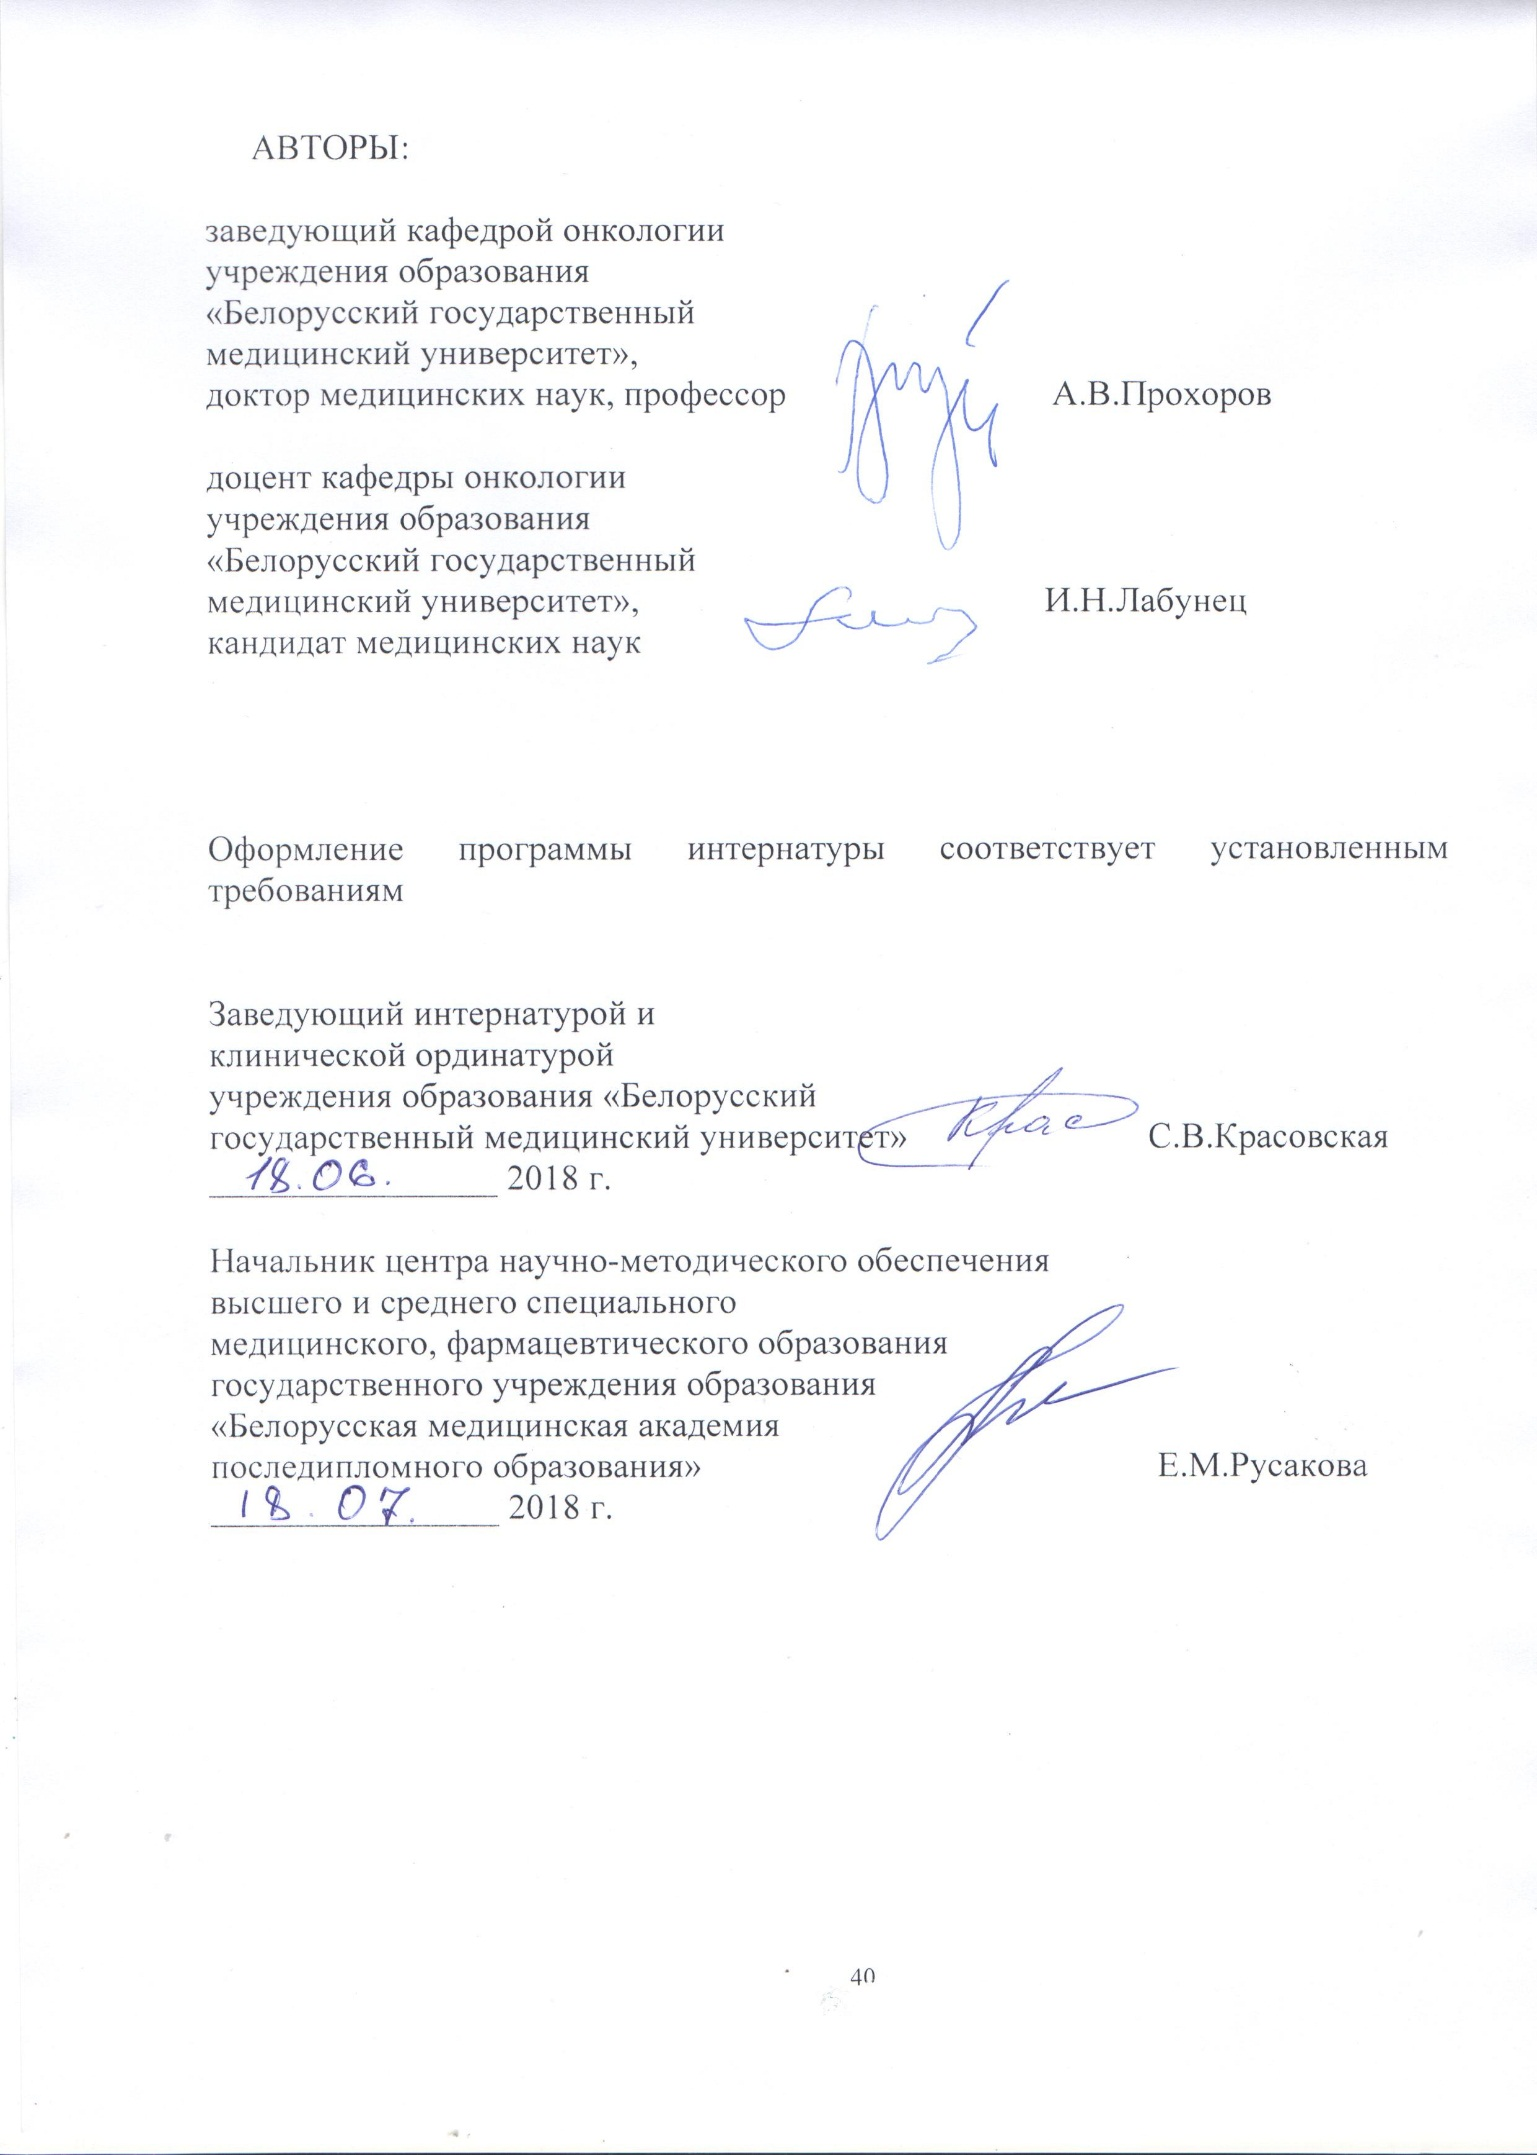 АВТОРЫ:
заведующий кафедрой онкологии
учреждения образования
«Белорусский государственный
медицинский университет»,
доктор медицинских наук, профессор А.В.Прохоров
доцент кафедры онкологии
учреждения образования
«Белорусский государственный
медицинский университет», И.Н.Лабунец
кандидат медицинских наук
Оформление программы интернатуры соответствует установленным
требованиям
Заведующий интернатурой и
клинической ординатурой
учреждения образования «Белорусский
государственный медицинский университет» Крас С.В.Красовская
18.06. 2018 г.
Начальник центра научно-методического обеспечения
высшего и среднего специального
медицинского, фармацевтического образования
государственного учреждения образования
«Белорусская медицинская академия
последипломного образования» Е.М.Русакова
18.07. 2018 г.
40